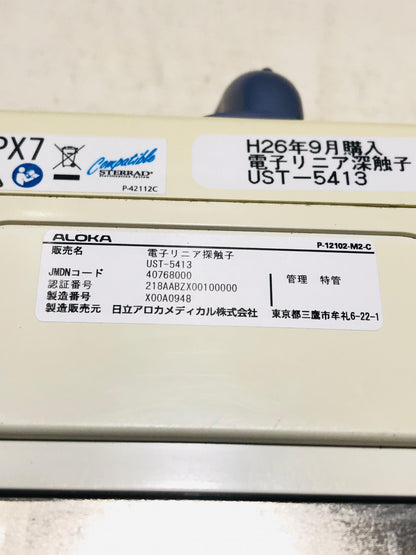 PX7
Compatible
STERRAD®
P-42112C
H26年9月購入
電子リニア深触子
UST-5413
ALOKA
P-12102-M2-C
販売名 電子リニア探触子
UST-5413
JMDNコード 40768000
認証番号 218AABZX00100000
管理 特管
製造番号 X00A0948
製造販売元 日立アロカメディカル株式会社 東京都三鷹市牟礼6-22-1